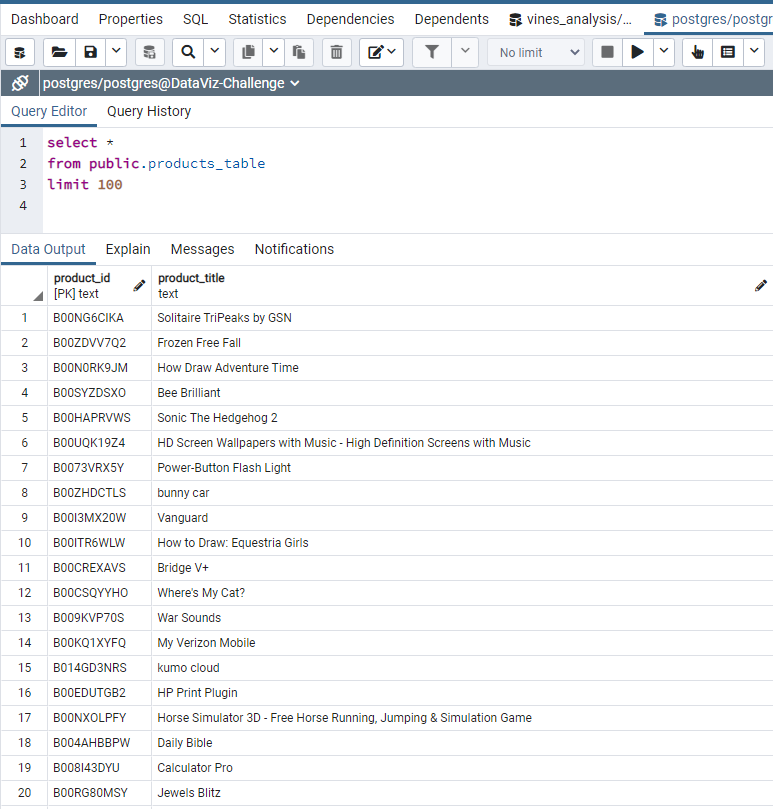 Dashboard Properties SQL Statistics Dependencies Dependents vines_analysis/... postgres/postgr
No limit
postgres/postgres@DataViz-Challenge
Query Editor Query History
1 select *
2 from public.products_table
3 limit 100
4
Data Output Explain Messages Notifications
product_id product_title
[PK] text text
1 B00NG6CIKA Solitaire TriPeaks by GSN
2 B00ZDVV7Q2 Frozen Free Fall
3 B00N0RK9JM How Draw Adventure Time
4 B00SYZDSXO Bee Brilliant
5 B00HAPRVWS Sonic The Hedgehog 2
6 B00UQK19Z4 HD Screen Wallpapers with Music - High Definition Screens with Music
7 B0073VRX5Y Power-Button Flash Light
8 B00ZHDCTLS bunny car
9 B00I3MX20W Vanguard
10 B00ITR6WLW How to Draw: Equestria Girls
11 B00CREXAVS Bridge V+
12 B00CSQYYHO Where's My Cat?
13 B009KVP70S War Sounds
14 B00KQ1XYFQ My Verizon Mobile
15 B014GD3NRS kumo cloud
16 B00EDUTGB2 HP Print Plugin
17 B00NXOLPFY Horse Simulator 3D - Free Horse Running, Jumping & Simulation Game
18 B004AHBBPW Daily Bible
19 B008I43DYU Calculator Pro
20 B00RG80MSY Jewels Blitz